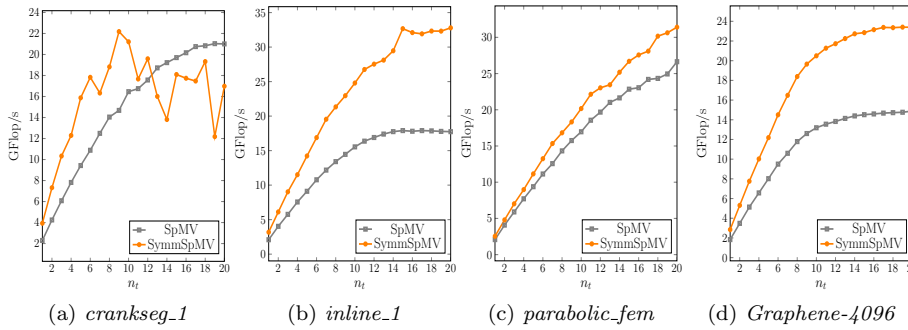 GFlop/s
24
22
20
18
16
14
12
10
8
6
4
2
2 4 6 8 10 12 14 16 18 20
n_t
SpMV
SymmSpMV
(a) crankseg_1
GFlop/s
35
30
25
20
15
10
5
0
2 4 6 8 10 12 14 16 18 20
n_t
SpMV
SymmSpMV
(b) inline_1
GFlop/s
30
25
20
15
10
5
0
2 4 6 8 10 12 14 16 18 20
n_t
SpMV
SymmSpMV
(c) parabolic_fem
GFlop/s
24
22
20
18
16
14
12
10
8
6
4
2
0
2 4 6 8 10 12 14 16 18 20
n_t
SpMV
SymmSpMV
(d) Graphene-4096